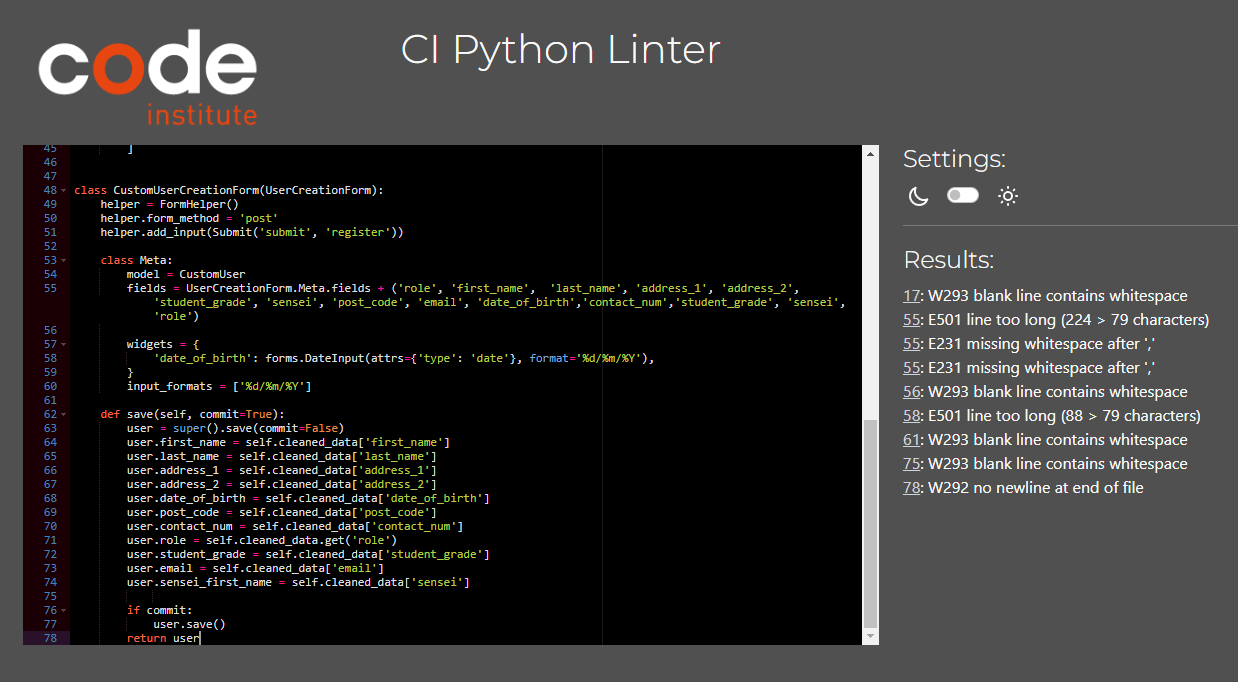 code
institute
CI Python Linter
45 ]
46
47
48 class CustomUserCreationForm(UserCreationForm):
49 helper = FormHelper()
50 helper.form_method = 'post'
51 helper.add_input(Submit('submit', 'register'))
52
53 class Meta:
54 model = CustomUser
55 fields = UserCreationForm.Meta.fields + ('role', 'first_name',  'last_name', 'address_1', 'address_2',
'student_grade', 'sensei', 'post_code', 'email', 'date_of_birth','contact_num','student_grade', 'sensei',
'role')
56
57 widgets = {
58 'date_of_birth': forms.DateInput(attrs={'type': 'date'}, format='%d/%m/%Y'),
59 }
60 input_formats = ['%d/%m/%Y']
61
62 def save(self, commit=True):
63 user = super().save(commit=False)
64 user.first_name = self.cleaned_data['first_name']
65 user.last_name = self.cleaned_data['last_name']
66 user.address_1 = self.cleaned_data['address_1']
67 user.address_2 = self.cleaned_data['address_2']
68 user.date_of_birth = self.cleaned_data['date_of_birth']
69 user.post_code = self.cleaned_data['post_code']
70 user.contact_num = self.cleaned_data['contact_num']
71 user.role = self.cleaned_data.get('role')
72 user.student_grade = self.cleaned_data['student_grade']
73 user.email = self.cleaned_data['email']
74 user.sensei_first_name = self.cleaned_data['sensei']
75
76 if commit:
77 user.save()
78 return user
Settings:
Results:
17: W293 blank line contains whitespace
55: E501 line too long (224 > 79 characters)
55: E231 missing whitespace after ','
55: E231 missing whitespace after ','
56: W293 blank line contains whitespace
58: E501 line too long (88 > 79 characters)
61: W293 blank line contains whitespace
75: W293 blank line contains whitespace
78: W292 no newline at end of file